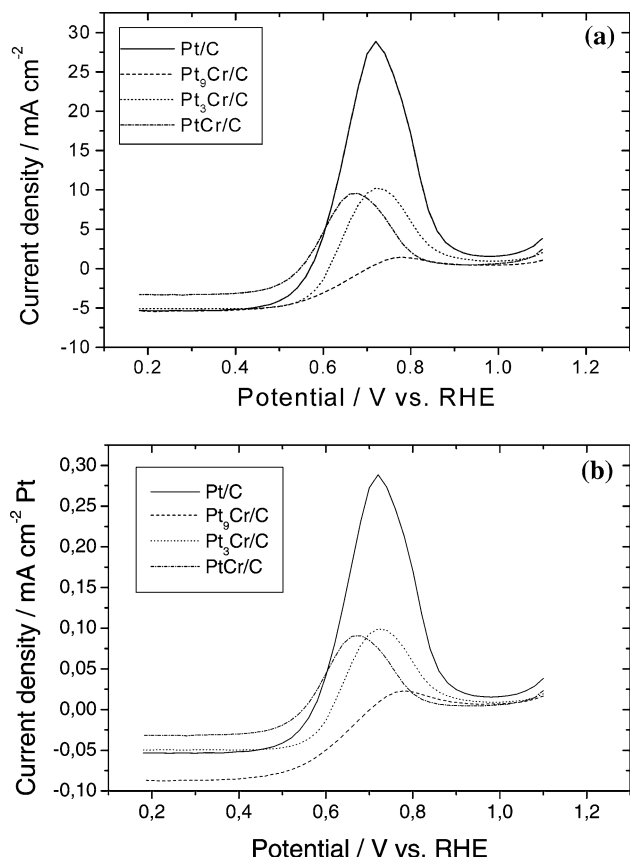 (a)
Pt/C
Pt₉Cr/C
Pt₃Cr/C
PtCr/C
30
25
20
15
10
5
0
-5
-10
Current density / mA cm⁻²
0.2 0.4 0.6 0.8 1.0 1.2
Potential / V vs. RHE
(b)
Pt/C
Pt₉Cr/C
Pt₃Cr/C
PtCr/C
0,30
0,25
0,20
0,15
0,10
0,05
0,00
-0,05
-0,10
Current density / mA cm⁻² Pt
0,2 0,4 0,6 0,8 1,0 1,2
Potential / V vs. RHE